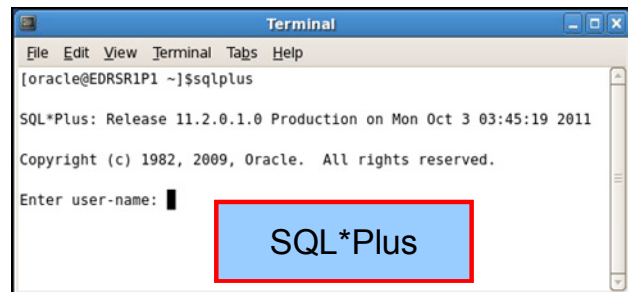 Terminal
File Edit View Terminal Tabs Help
[oracle@EDRSR1P1 ~]$sqlplus
SQL*Plus: Release 11.2.0.1.0 Production on Mon Oct 3 03:45:19 2011
Copyright (c) 1982, 2009, Oracle.  All rights reserved.
Enter user-name:
SQL*Plus